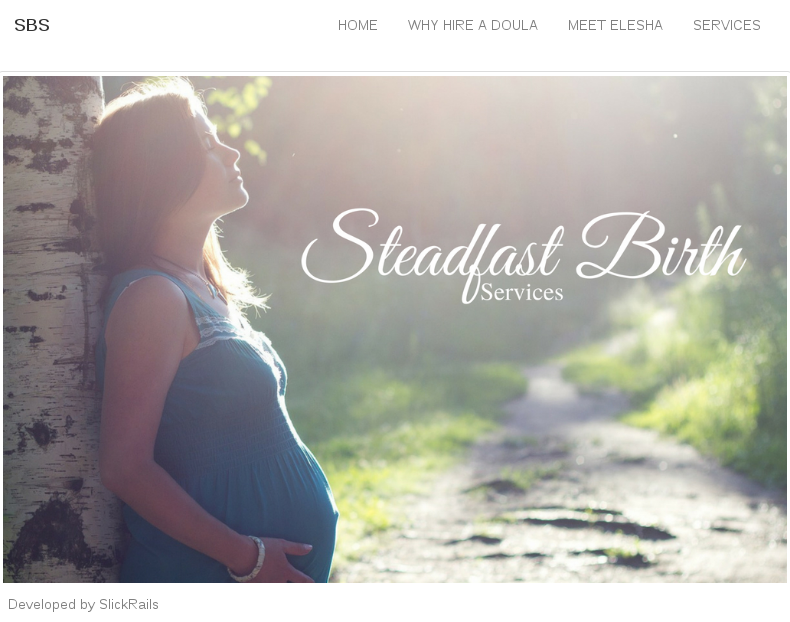 SBS
HOME WHY HIRE A DOULA MEET ELESHA SERVICES
Steadfast Birth
Services
Developed by SlickRails